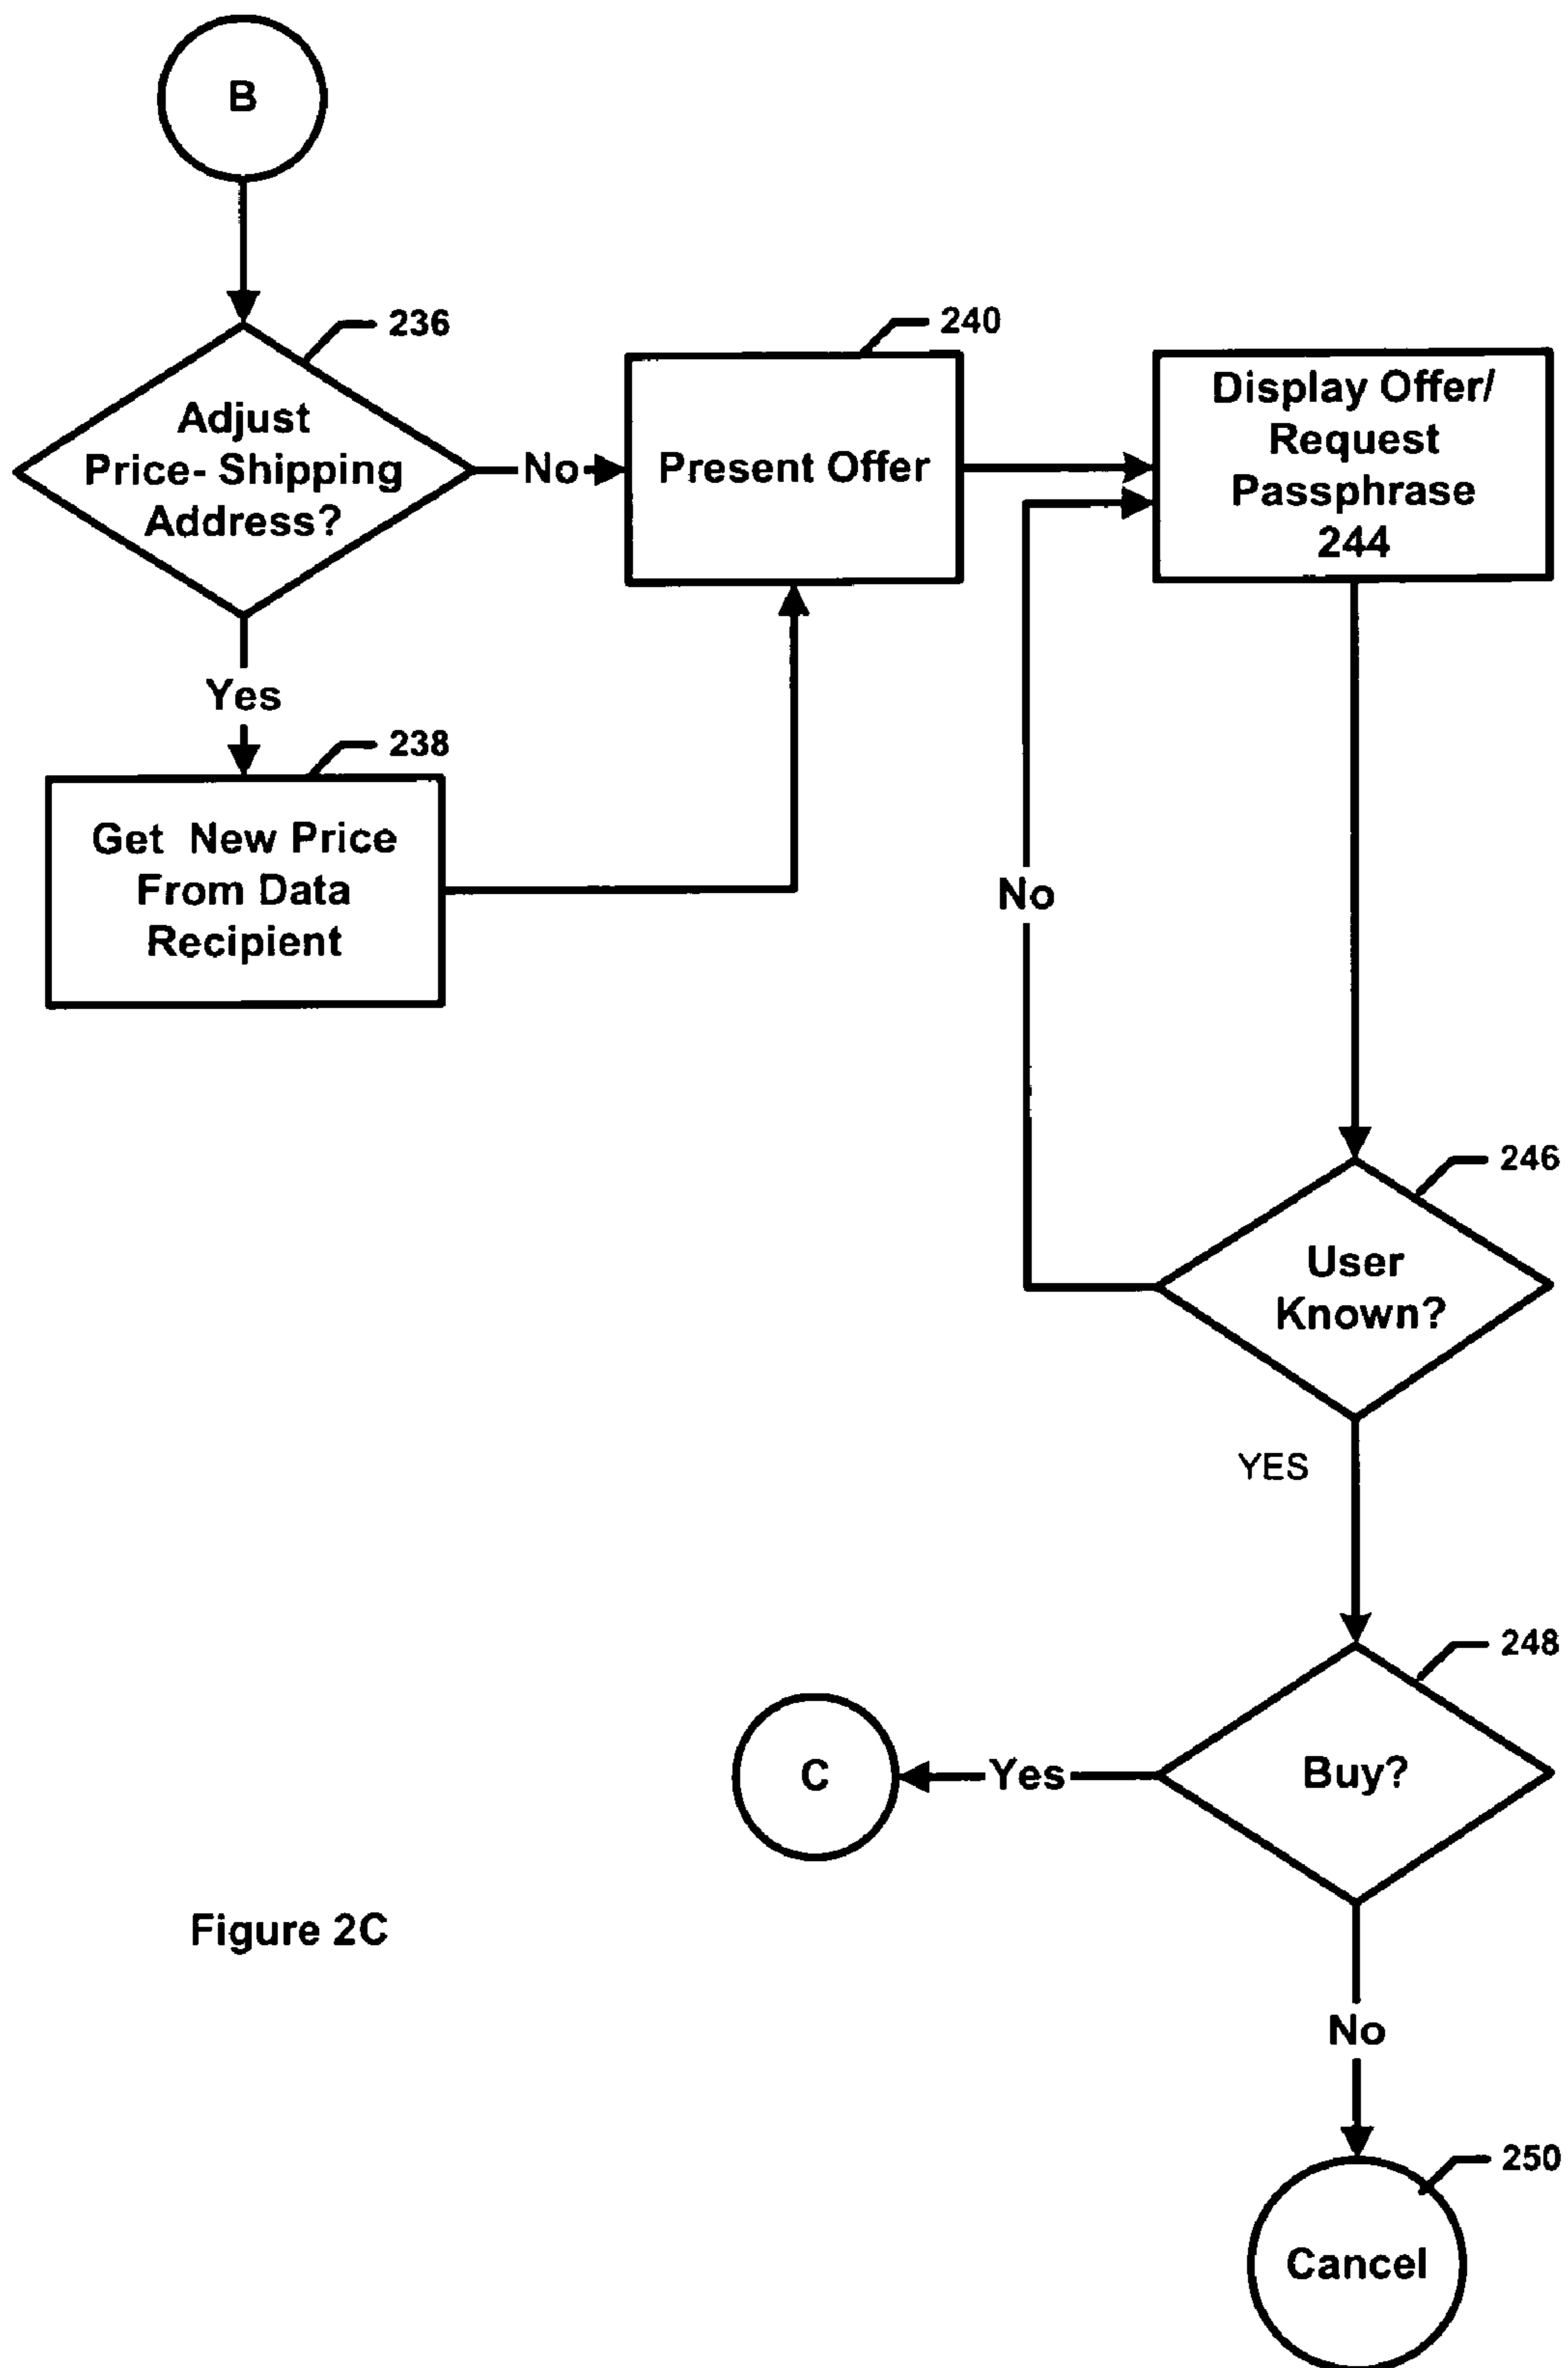 B
236
Adjust
Price- Shipping
Address?
No
240
Present Offer
Display Offer/
Request
Passphrase
244
Yes
238
Get New Price
From Data
Recipient
No
246
User
Known?
YES
248
Buy?
Yes
C
No
250
Cancel
Figure 2C